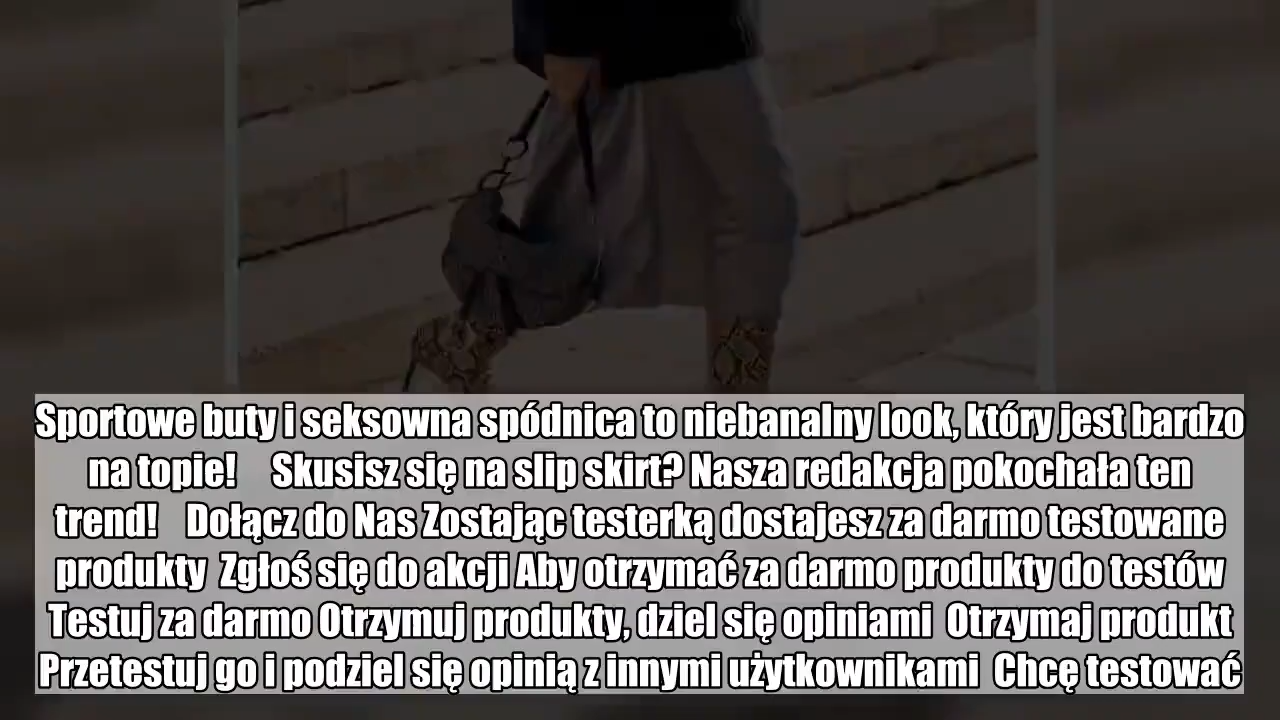 Sportowe buty i seksowna spódnica to niebanalny look, który jest bardzo
na topie! Skusisz się na slip skirt? Nasza redakcja pokochała ten
trend! Dołącz do Nas Zostając testerką dostajesz za darmo testowane
produkty Zgłoś się do akcji Aby otrzymać za darmo produkty do testów
Testuj za darmo Otrzymuj produkty, dziel się opiniami Otrzymaj produkt
Przetestuj go i podziel się opinią z innymi użytkownikami Chcę testować